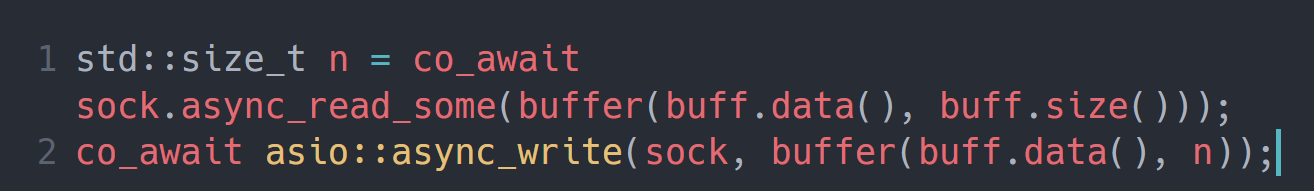 1 std::size_t n = co_await
sock.async_read_some(buffer(buff.data(), buff.size()));
2 co_await asio::async_write(sock, buffer(buff.data(), n));